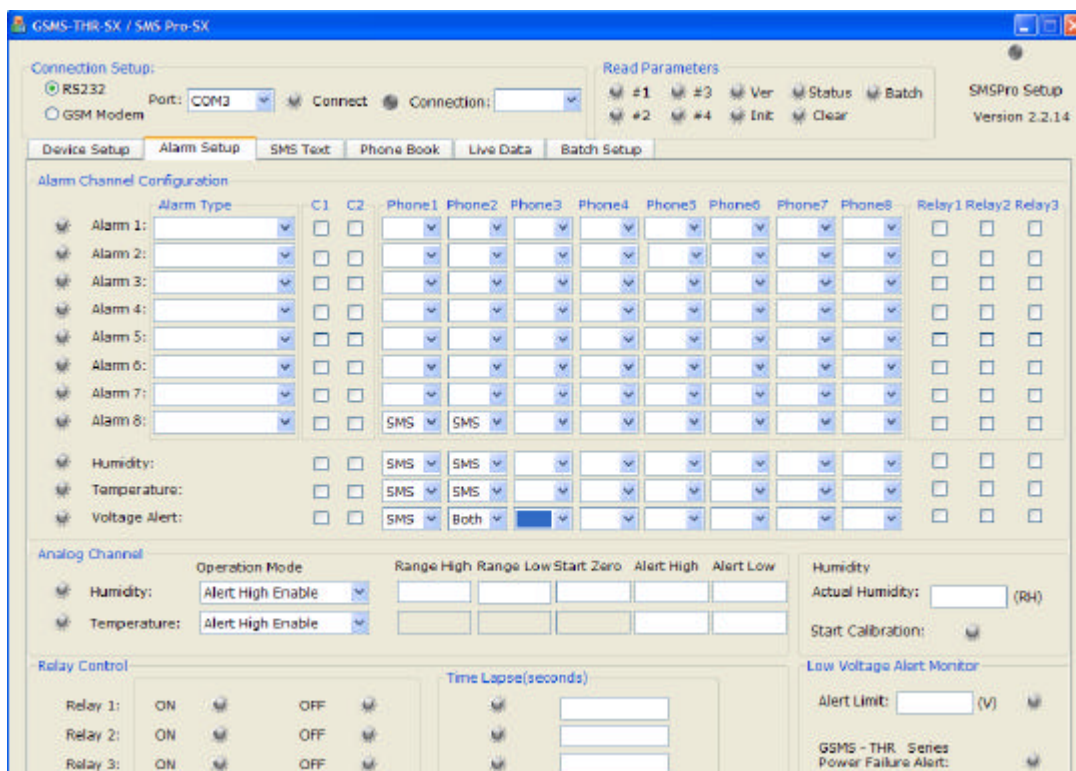 GSMS-THR-SX / SMS Pro-SX
Connection Setup:
RS232
GSM Modem
Port: COM3 Connect Connection:
Read Parameters
#1 #3 Ver Status Batch
#2 #4 Init Clear
SMSPro Setup
Version 2.2.14
Device Setup Alarm Setup SMS Text Phone Book Live Data Batch Setup
Alarm Channel Configuration
Alarm Type C1 C2 Phone1 Phone2 Phone3 Phone4 Phone5 Phone6 Phone7 Phone8 Relay1 Relay2 Relay3
Alarm 1:
Alarm 2:
Alarm 3:
Alarm 4:
Alarm 5:
Alarm 6:
Alarm 7:
Alarm 8: SMS SMS
Humidity: SMS SMS
Temperature: SMS SMS
Voltage Alert: SMS Both
Analog Channel
Operation Mode Range High Range Low Start Zero Alert High Alert Low
Humidity: Alert High Enable
Temperature: Alert High Enable
Humidity
Actual Humidity: (RH)
Start Calibration:
Relay Control
Time Lapse(seconds)
Relay 1: ON OFF
Relay 2: ON OFF
Relay 3: ON OFF
Low Voltage Alert Monitor
Alert Limit: (V)
GSMS - THR Series
Power Failure Alert: